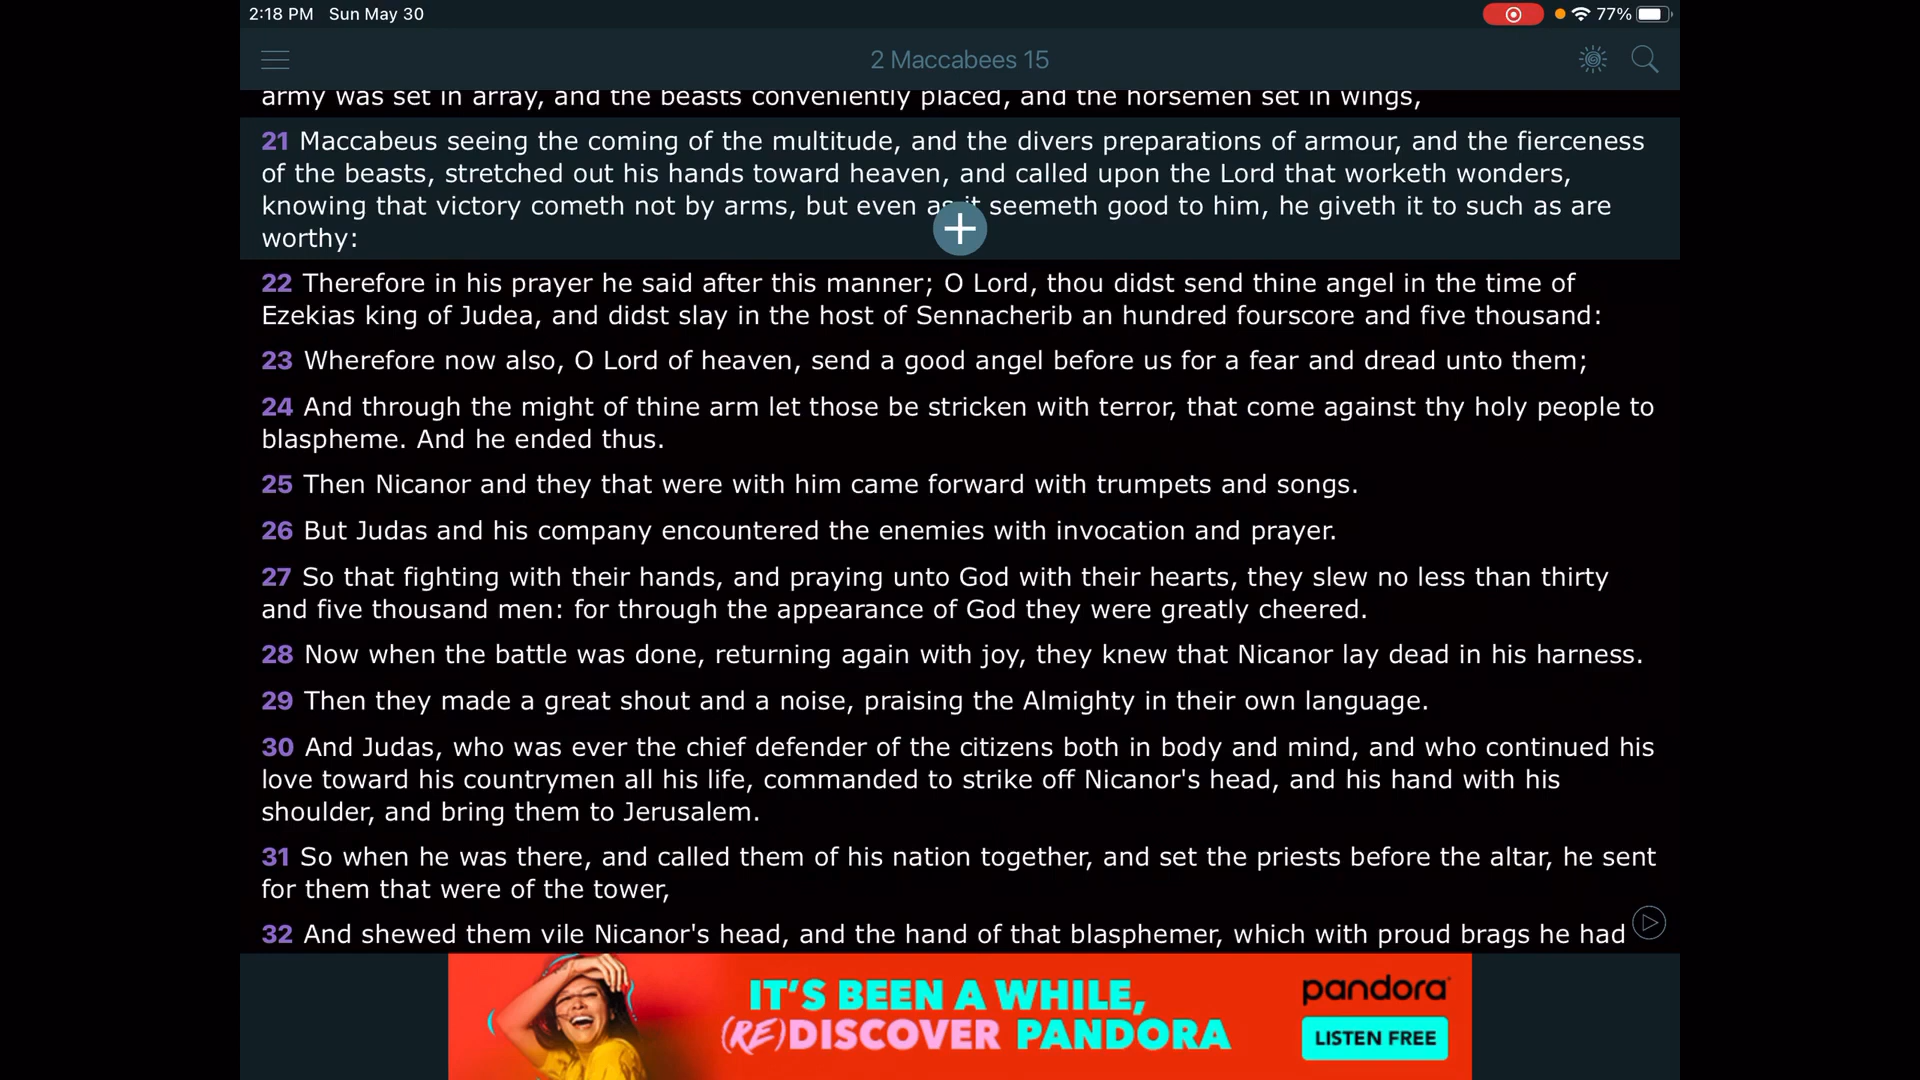 2:18 PM Sun May 30
77%
2 Maccabees 15
army was set in array, and the beasts conveniently placed, and the horsemen set in wings,
21 Maccabeus seeing the coming of the multitude, and the divers preparations of armour, and the fierceness
of the beasts, stretched out his hands toward heaven, and called upon the Lord that worketh wonders,
knowing that victory cometh not by arms, but even as it seemeth good to him, he giveth it to such as are
worthy:
22 Therefore in his prayer he said after this manner; O Lord, thou didst send thine angel in the time of
Ezekias king of Judea, and didst slay in the host of Sennacherib an hundred fourscore and five thousand:
23 Wherefore now also, O Lord of heaven, send a good angel before us for a fear and dread unto them;
24 And through the might of thine arm let those be stricken with terror, that come against thy holy people to
blaspheme. And he ended thus.
25 Then Nicanor and they that were with him came forward with trumpets and songs.
26 But Judas and his company encountered the enemies with invocation and prayer.
27 So that fighting with their hands, and praying unto God with their hearts, they slew no less than thirty
and five thousand men: for through the appearance of God they were greatly cheered.
28 Now when the battle was done, returning again with joy, they knew that Nicanor lay dead in his harness.
29 Then they made a great shout and a noise, praising the Almighty in their own language.
30 And Judas, who was ever the chief defender of the citizens both in body and mind, and who continued his
love toward his countrymen all his life, commanded to strike off Nicanor's head, and his hand with his
shoulder, and bring them to Jerusalem.
31 So when he was there, and called them of his nation together, and set the priests before the altar, he sent
for them that were of the tower,
32 And shewed them vile Nicanor's head, and the hand of that blasphemer, which with proud brags he had
IT'S BEEN A WHILE,
(RE)DISCOVER PANDORA
pandora
LISTEN FREE